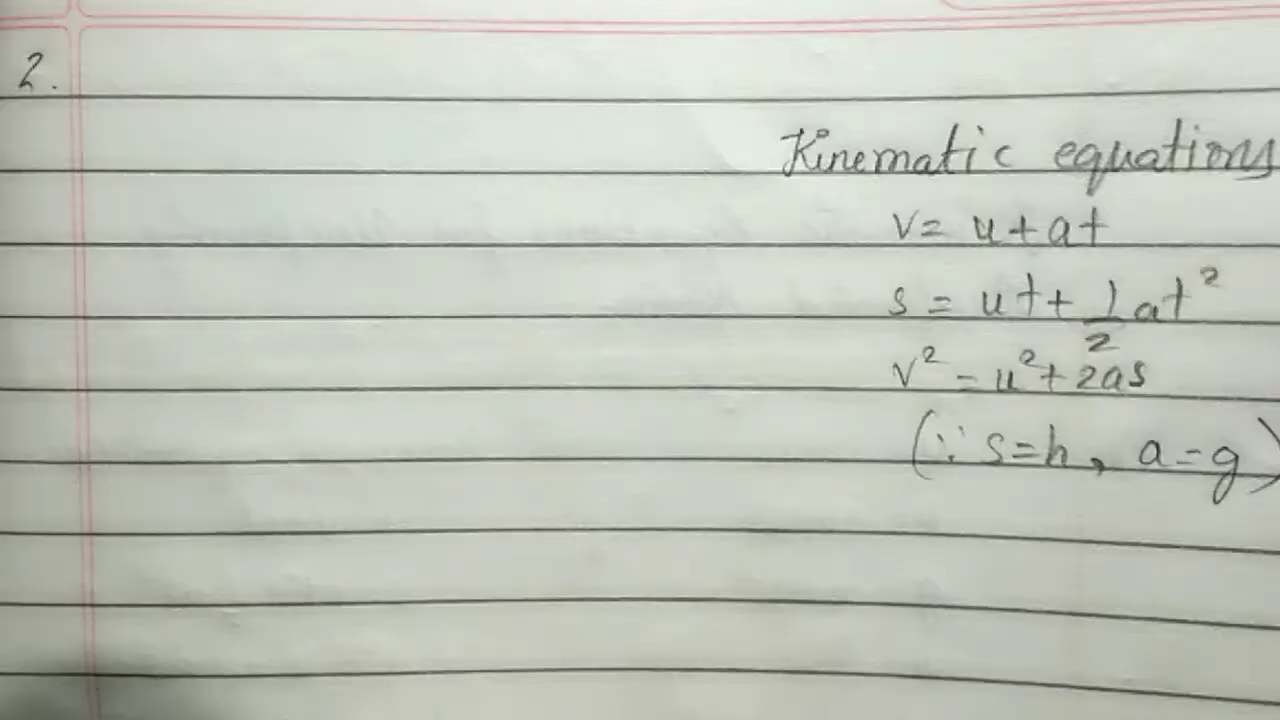 2.
Kinematic equations
v = u + at
s = ut + 1/2 at²
v² = u² + 2as
(∵ s = h, a = g)